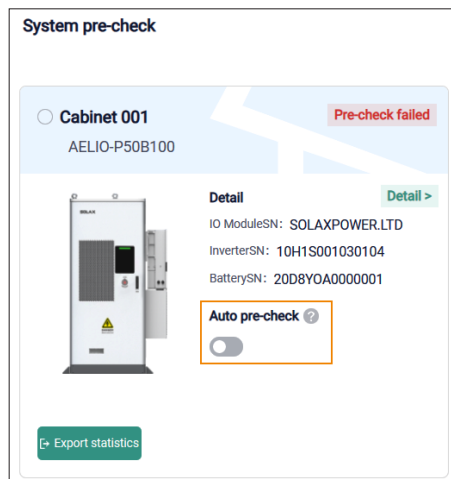 System pre-check
Cabinet 001
Pre-check failed
AELIO-P50B100
SOLAX
Detail
Detail >
IO ModuleSN: SOLAXPOWER.LTD
InverterSN: 10H1S001030104
BatterySN: 20D8YOA0000001
Auto pre-check ?
Export statistics